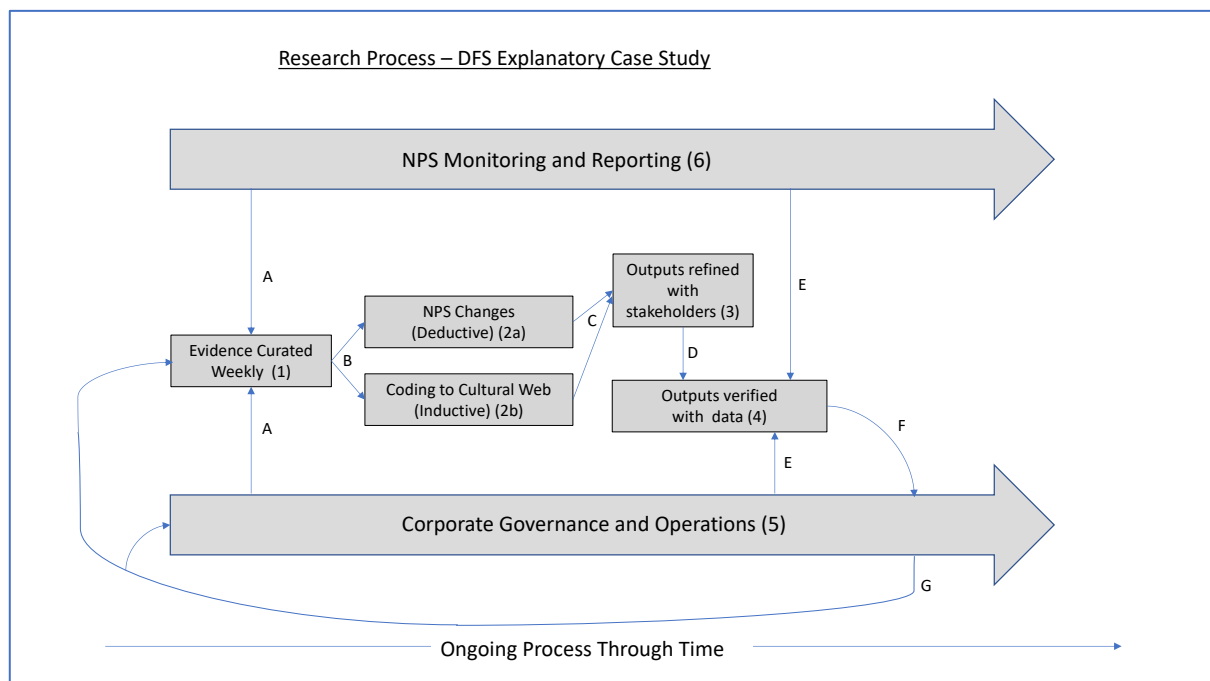 Research Process – DFS Explanatory Case Study
NPS Monitoring and Reporting (6)
A
E
Outputs refined
with
stakeholders (3)
NPS Changes
(Deductive) (2a)
C
Evidence Curated
Weekly (1)
B
D
Coding to Cultural Web
(Inductive) (2b)
Outputs verified
with data (4)
A
F
E
Corporate Governance and Operations (5)
G
Ongoing Process Through Time